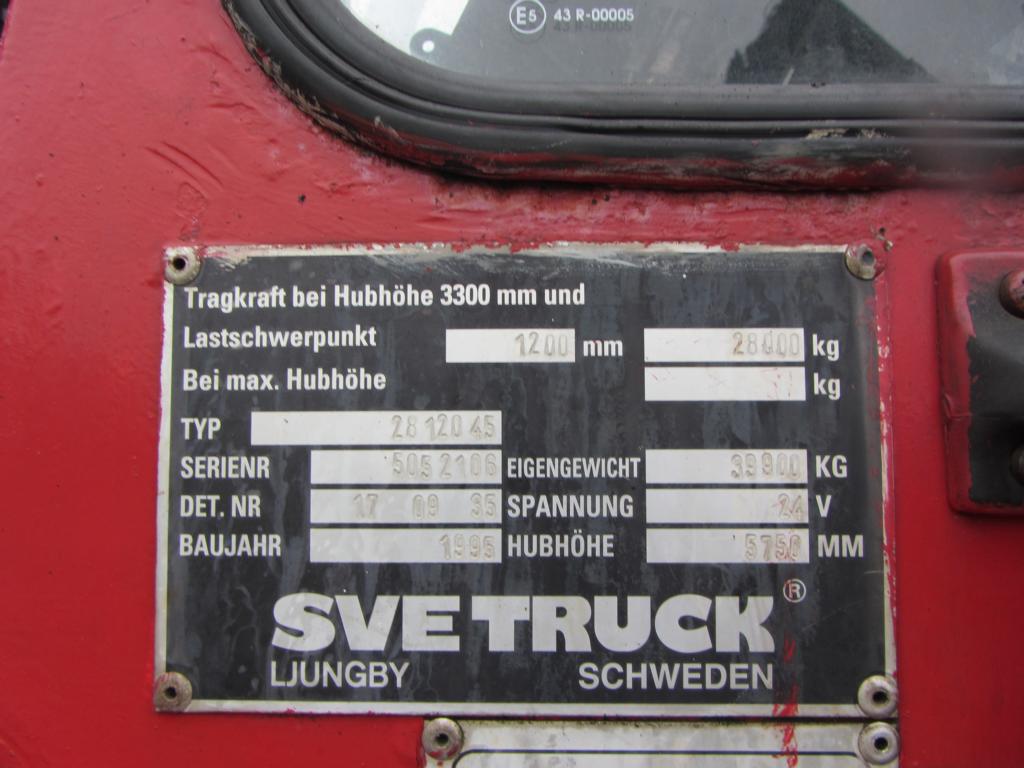 E5 43 R-00005
Tragkraft bei Hubhöhe 3300 mm und
Lastschwerpunkt 1200 mm 28000 kg
Bei max. Hubhöhe kg
TYP 28 120 45
SERIENR 5052106 EIGENGEWICHT 39900 KG
DET. NR 17 09 35 SPANNUNG 24 V
BAUJAHR 1995 HUBHÖHE 5750 MM
SVETRUCK ®
LJUNGBY SCHWEDEN